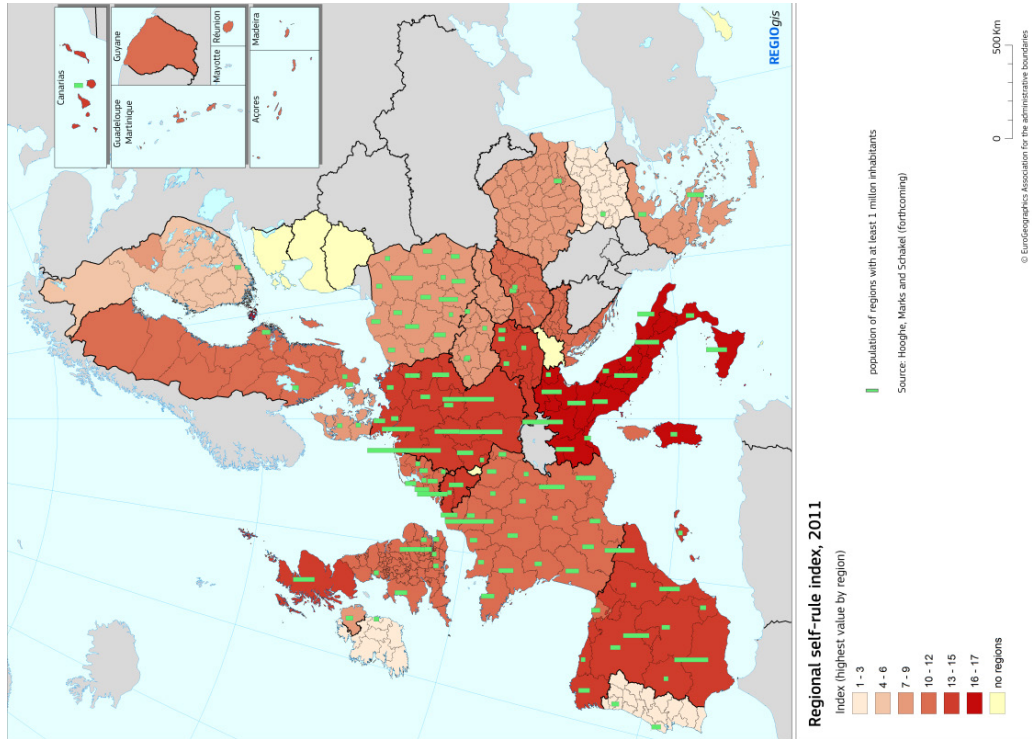 Canarias
Guadeloupe
Martinique
Guyane
Mayotte
Réunion
Açores
Madeira
REGIOgis
Regional self-rule index, 2011
Index (highest value by region)
1 - 3
4 - 6
7 - 9
10 - 12
13 - 15
16 - 17
no regions
population of regions with at least 1 millon inhabitants
Source: Hooghe, Marks and Schakel (forthcoming)
0
500 Km
© EuroGeographics Association for the administrative boundaries